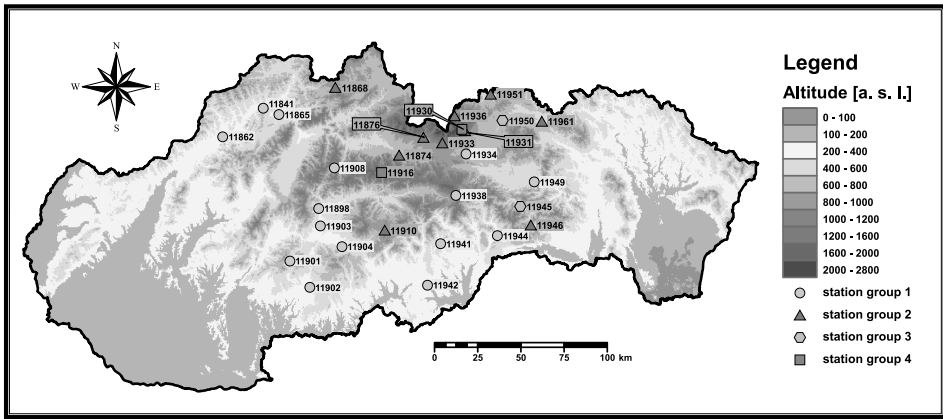 N
W
E
S
11868
11841
11865
11862
11951
11930
11936
11950
11961
11876
11933
11931
11934
11874
11908
11916
11949
11938
11945
11898
11903
11910
11946
11944
11904
11941
11901
11902
11942
0 25 50 75 100
km
Legend
Altitude [a. s. l.]
0 - 100
100 - 200
200 - 400
400 - 600
600 - 800
800 - 1000
1000 - 1200
1200 - 1600
1600 - 2000
2000 - 2800
station group 1
station group 2
station group 3
station group 4